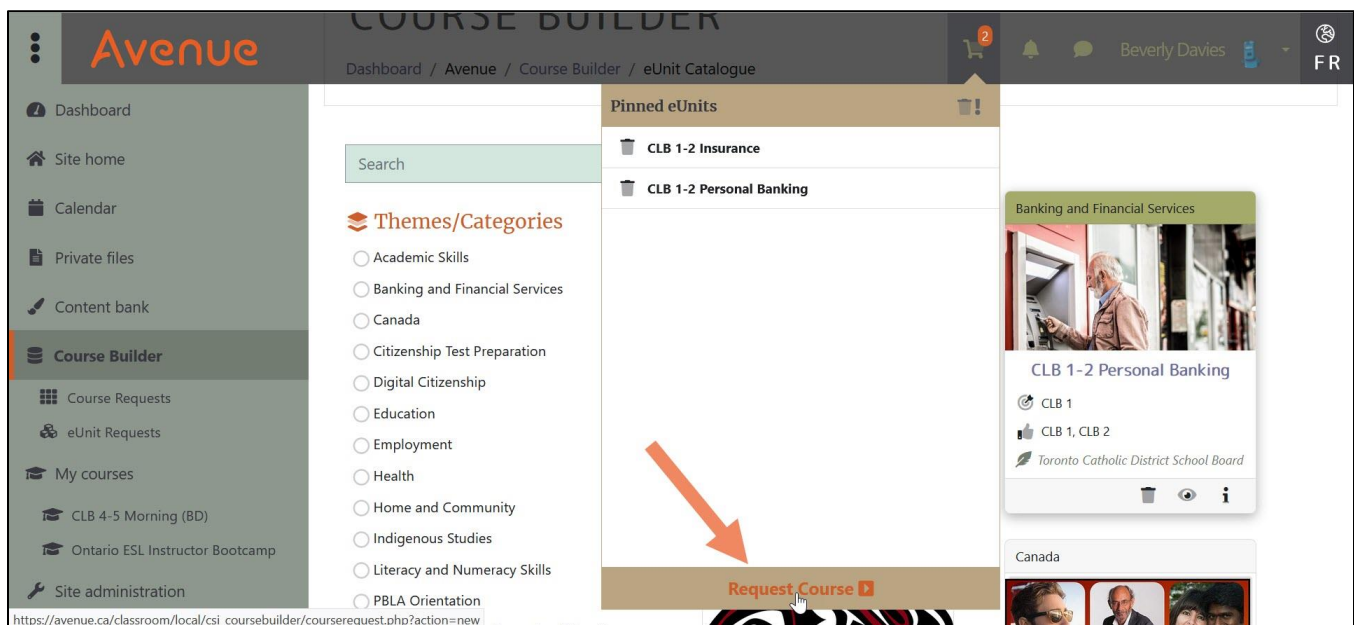 COURSE BUILDER
Avenue
Dashboard / Avenue / Course Builder / eUnit Catalogue
2
Beverly Davies
FR
Dashboard
Site home
Calendar
Private files
Content bank
Course Builder
Course Requests
eUnit Requests
My courses
CLB 4-5 Morning (BD)
Ontario ESL Instructor Bootcamp
Site administration
https://avenue.ca/classroom/local/csi_coursebuilder/courserequest.php?action=new
Search
Themes/Categories
Academic Skills
Banking and Financial Services
Canada
Citizenship Test Preparation
Digital Citizenship
Education
Employment
Health
Home and Community
Indigenous Studies
Literacy and Numeracy Skills
PBLA Orientation
Pinned eUnits
CLB 1-2 Insurance
CLB 1-2 Personal Banking
Request Course
Banking and Financial Services
CLB 1-2 Personal Banking
CLB 1
CLB 1, CLB 2
Toronto Catholic District School Board
Canada